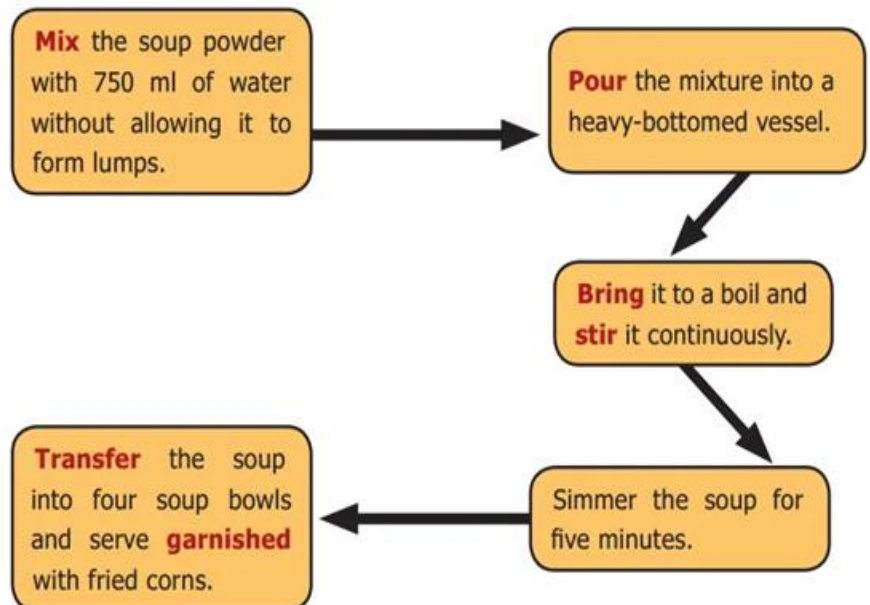 Mix the soup powder
with 750 ml of water
without allowing it to
form lumps.
Pour the mixture into a
heavy-bottomed vessel.
Bring it to a boil and
stir it continuously.
Simmer the soup for
five minutes.
Transfer the soup
into four soup bowls
and serve garnished
with fried corns.